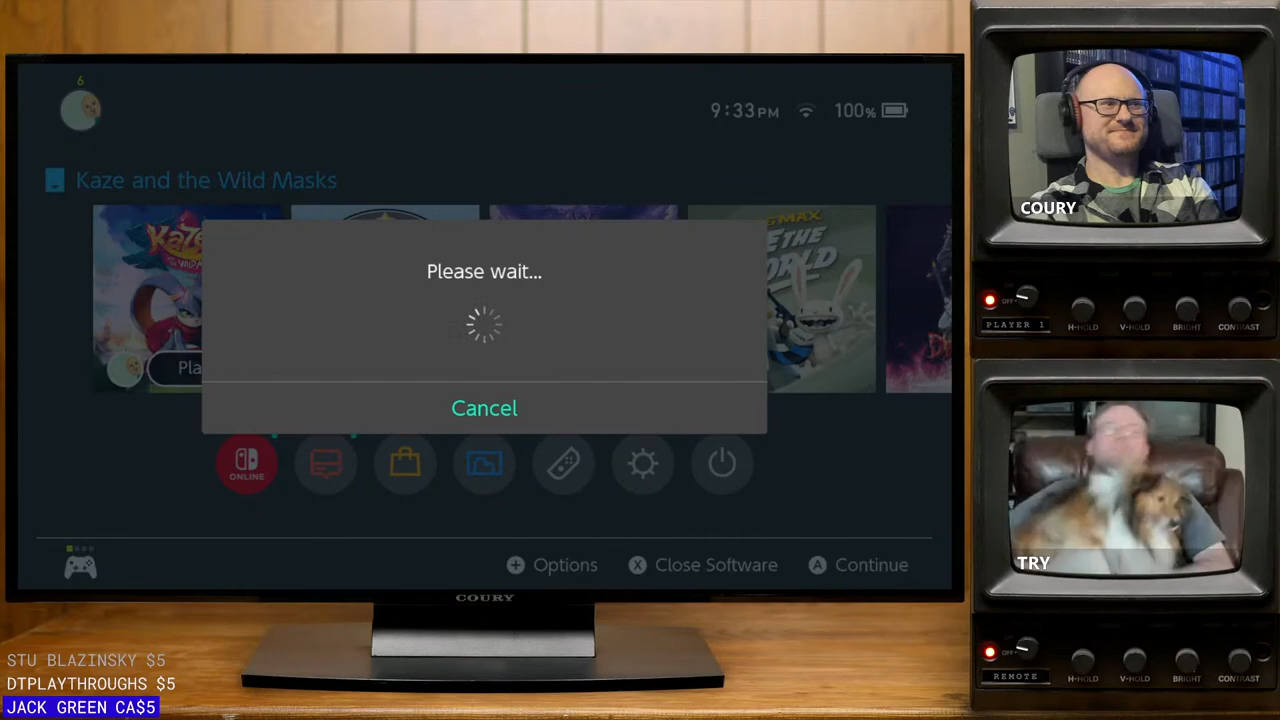 6
9:33 PM 100%
Kaze and the Wild Masks
Please wait...
Pla
Cancel
ONLINE
+ Options X Close Software A Continue
COURY
STU BLAZINSKY $5
DTPLAYTHROUGHS $5
JACK GREEN CA$5
COURY
OFF
PLAYER 1
H-HOLD V-HOLD BRIGHT CONTRAST
TRY
OFF
REMOTE
H-HOLD V-HOLD BRIGHT CONTRAST